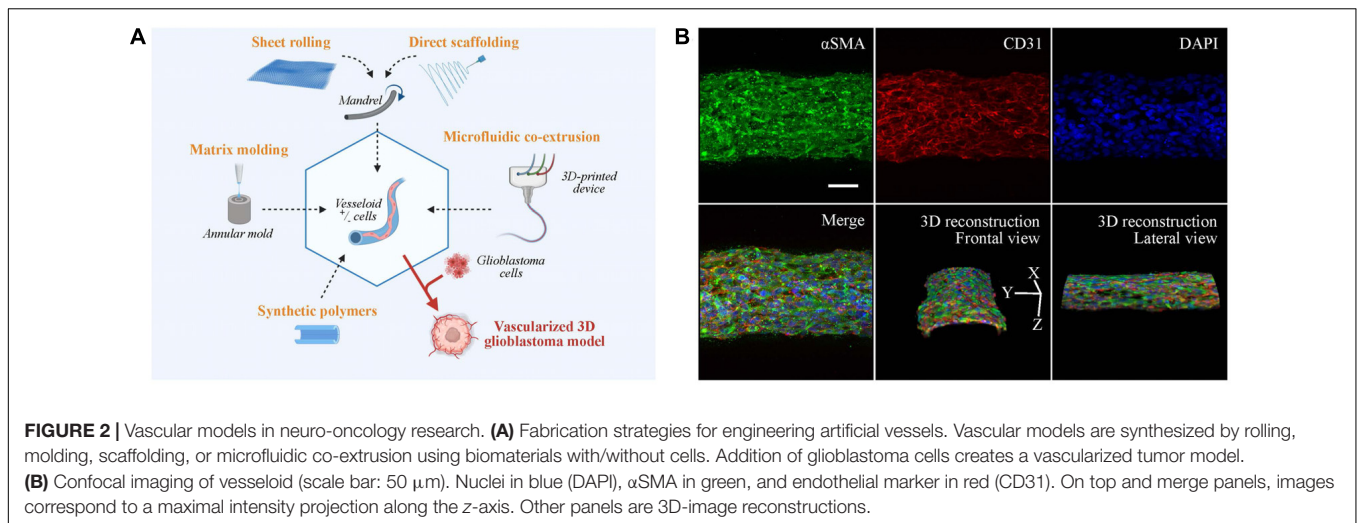 A
Sheet rolling
Direct scaffolding
Mandrel
Matrix molding
Annular mold
Microfluidic co-extrusion
3D-printed
device
Vesseloid
+/- cells
Glioblastoma
cells
Synthetic polymers
Vascularized 3D
glioblastoma model
B
αSMA
CD31
DAPI
Merge
3D reconstruction
Frontal view
X
Y
Z
3D reconstruction
Lateral view
FIGURE 2 | Vascular models in neuro-oncology research. (A) Fabrication strategies for engineering artificial vessels. Vascular models are synthesized by rolling,
molding, scaffolding, or microfluidic co-extrusion using biomaterials with/without cells. Addition of glioblastoma cells creates a vascularized tumor model.
(B) Confocal imaging of vesseloid (scale bar: 50 μm). Nuclei in blue (DAPI), αSMA in green, and endothelial marker in red (CD31). On top and merge panels, images
correspond to a maximal intensity projection along the z-axis. Other panels are 3D-image reconstructions.